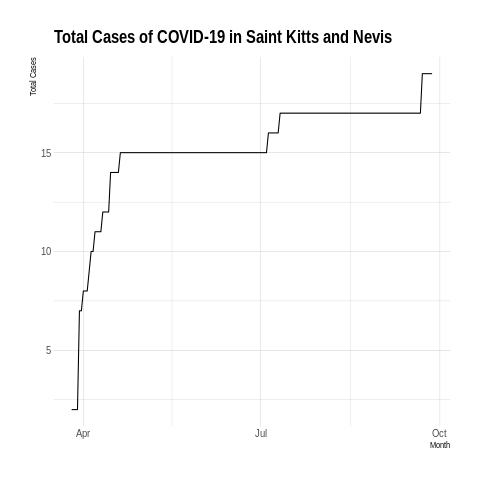 Total Cases of COVID-19 in Saint Kitts and Nevis
Total Cases
15
10
5
Apr
Jul
Oct
Month